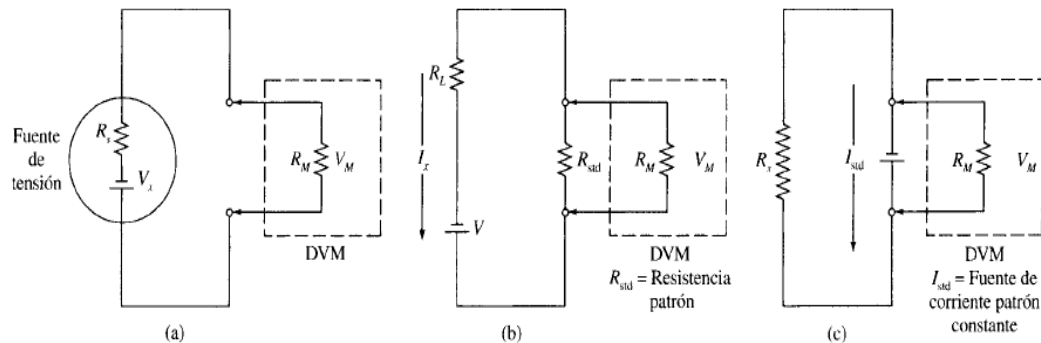 Fuente
de
tensión
R_s
V_x
R_M
V_M
DVM
(a)
R_L
I_x
V
R_std
R_M
V_M
DVM
R_std = Resistencia
patrón
(b)
R_x
I_std
R_M
V_M
DVM
I_std = Fuente de
corriente patrón
constante
(c)